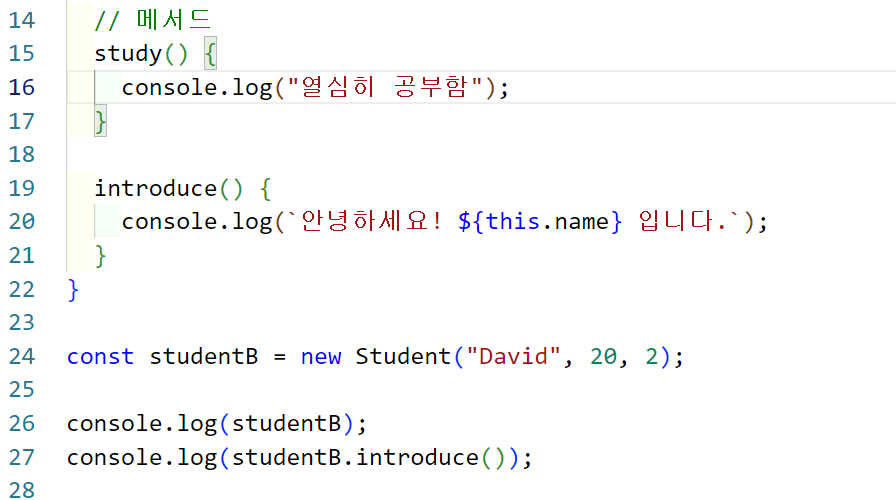 14 // 메서드
15 study() {
16 console.log("열심히 공부함");
17 }
18
19 introduce() {
20 console.log(`안녕하세요! ${this.name} 입니다.`);
21 }
22 }
23
24 const studentB = new Student("David", 20, 2);
25
26 console.log(studentB);
27 console.log(studentB.introduce());
28